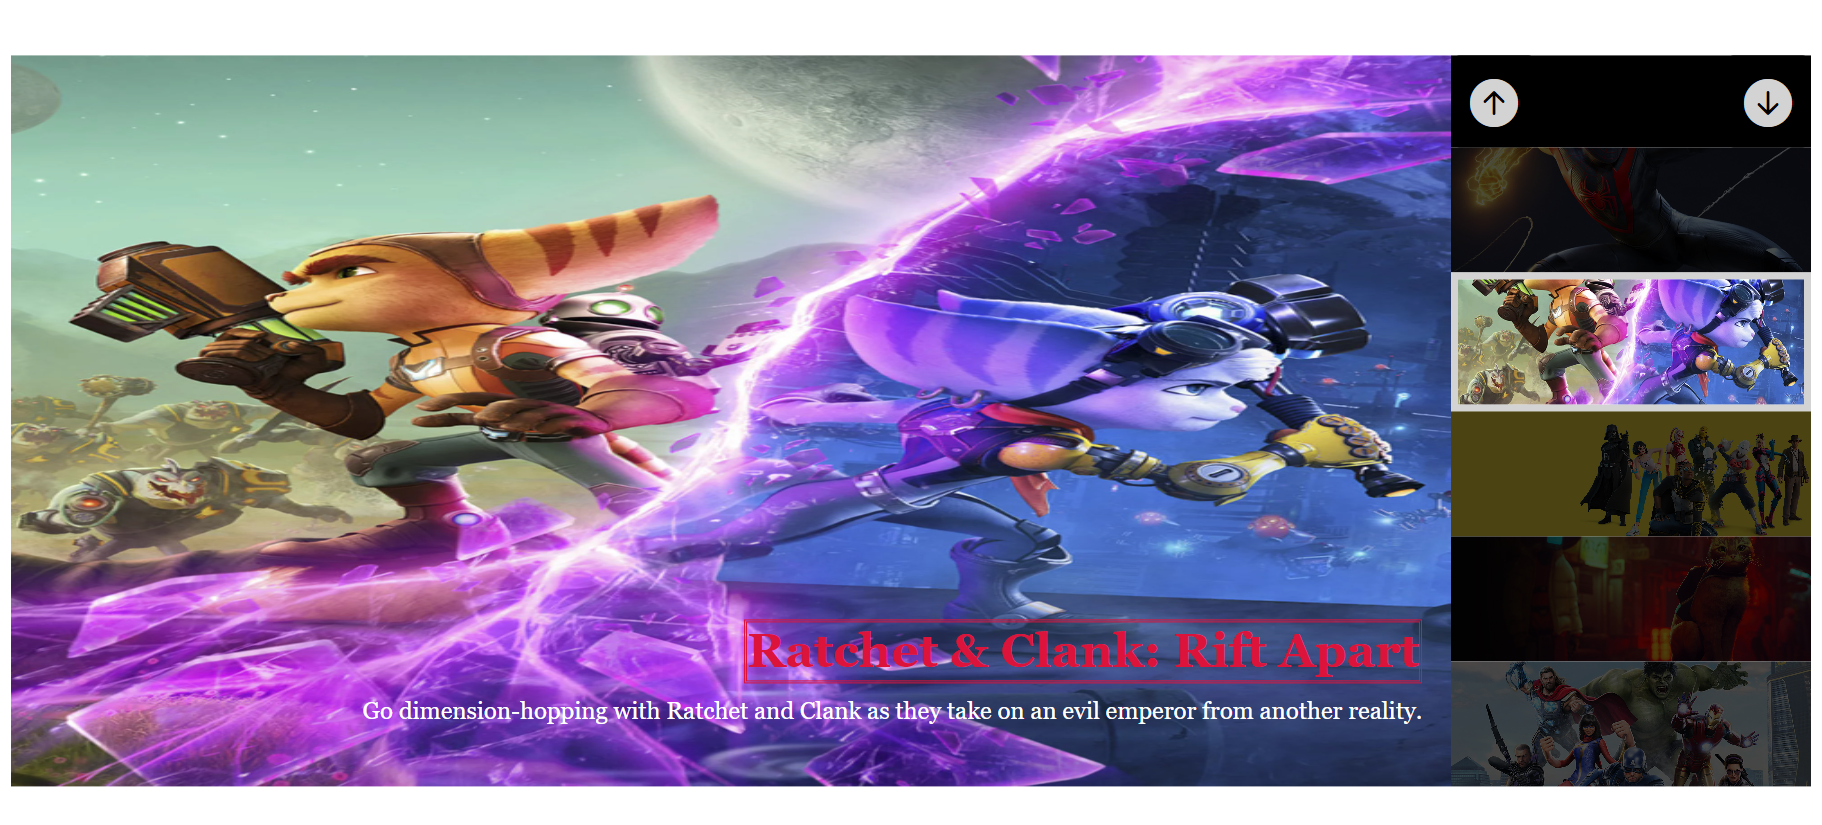 Ratchet & Clank: Rift Apart
Go dimension-hopping with Ratchet and Clank as they take on an evil emperor from another reality.